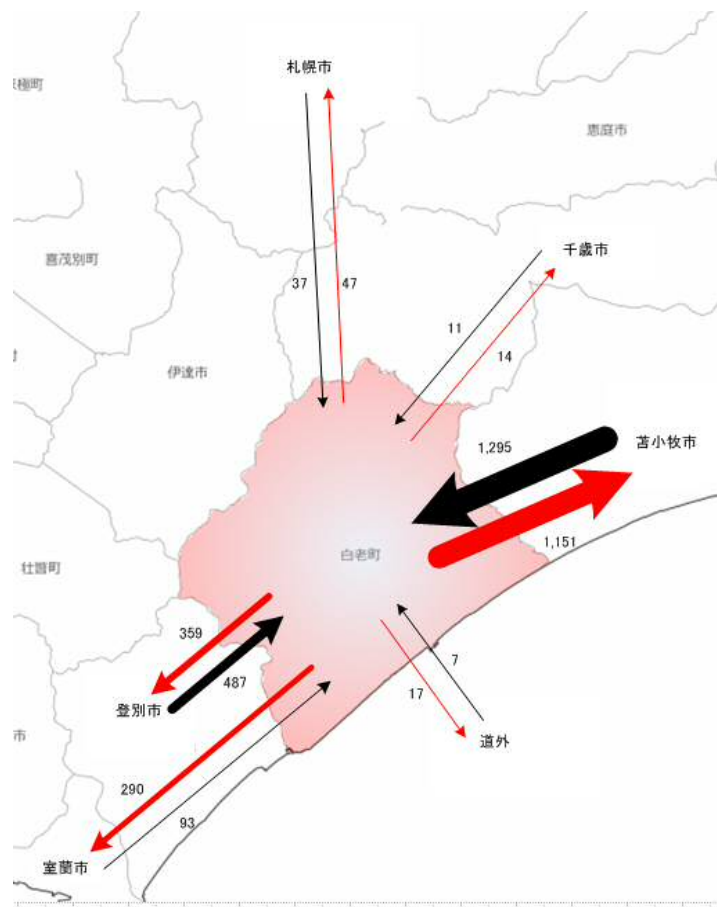 札幌市
恵庭市
千歳市
喜茂別町
37
47
11
14
伊達市
1,295
苫小牧市
1,151
白老町
壮瞥町
359
487
7
17
登別市
道外
市
290
93
室蘭市